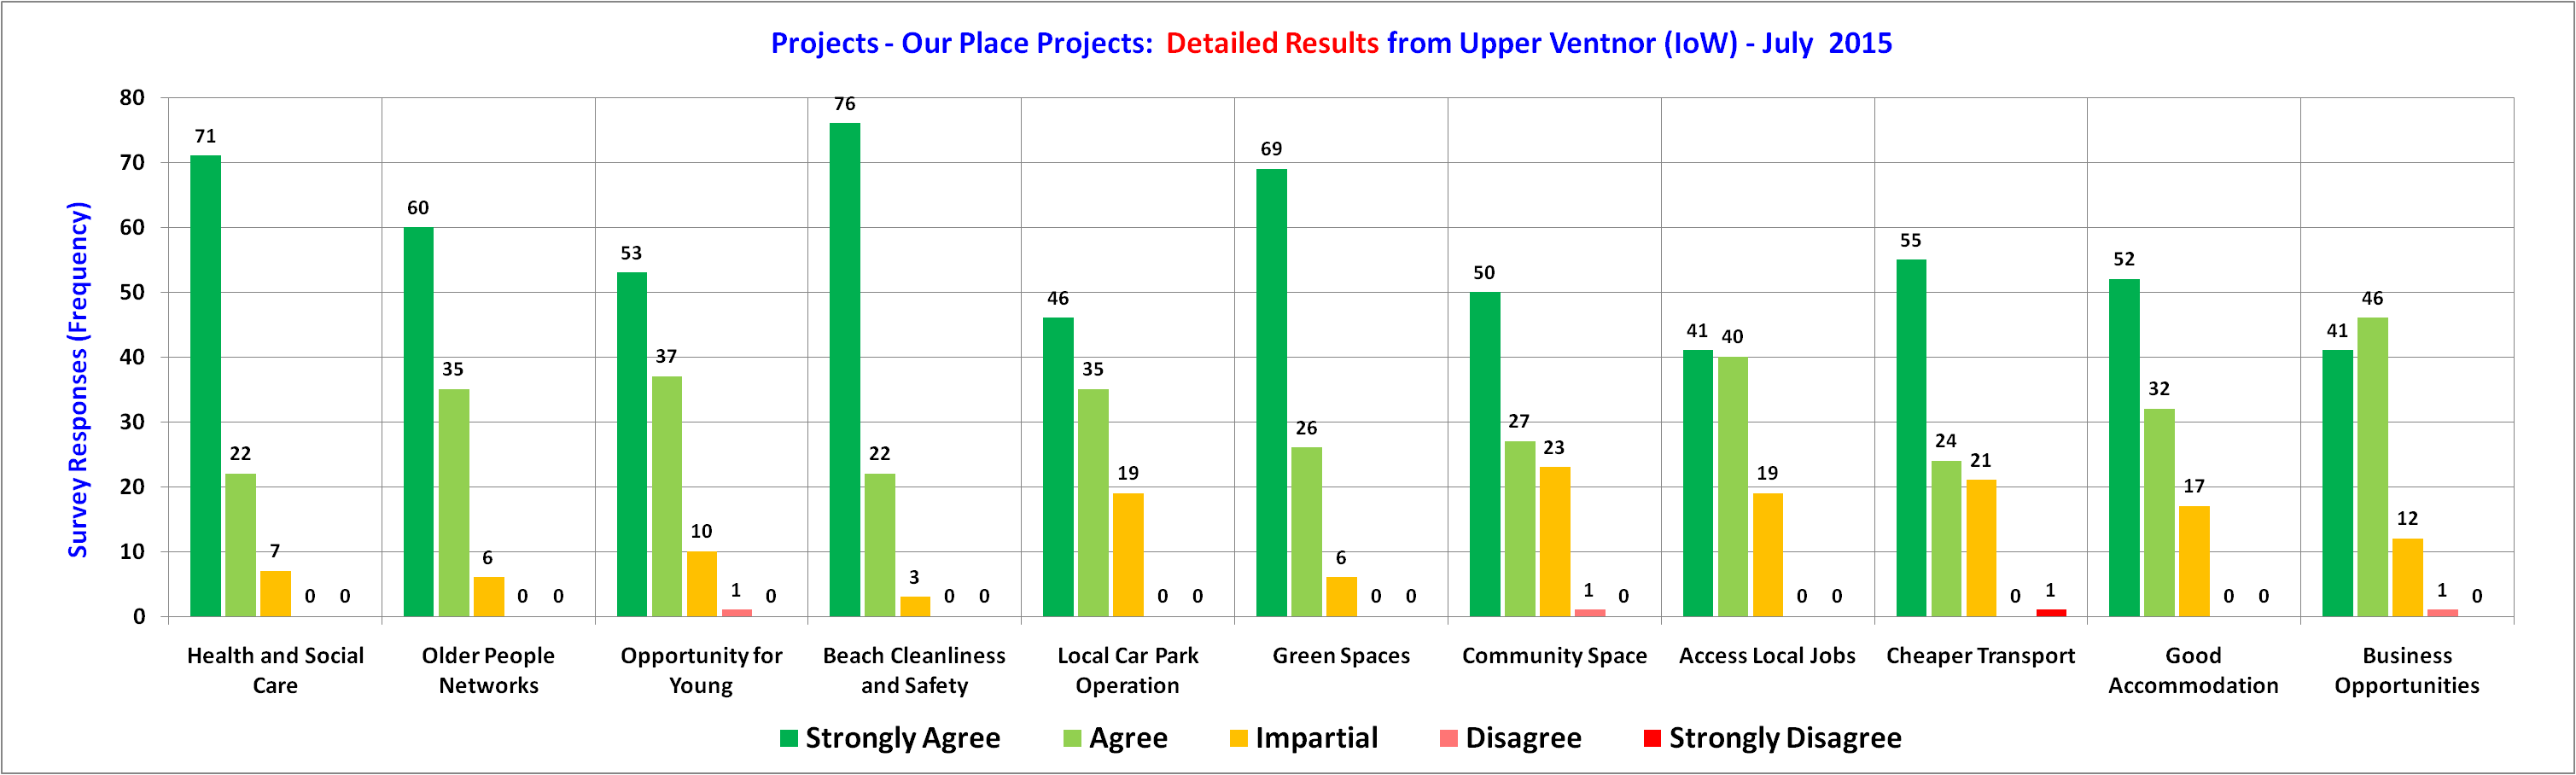 Projects - Our Place Projects:  Detailed Results from Upper Ventnor (IoW) - July  2015
Survey Responses (Frequency)
80
70
60
50
40
30
20
10
0
71 22 7 0 0
60 35 6 0 0
53 37 10 1 0
76 22 3 0 0
46 35 19 0 0
69 26 6 0 0
50 27 23 1 0
41 40 19 0 0
55 24 21 0 1
52 32 17 0 0
41 46 12 1 0
Health and Social
Care
Older People
Networks
Opportunity for
Young
Beach Cleanliness
and Safety
Local Car Park
Operation
Green Spaces
Community Space
Access Local Jobs
Cheaper Transport
Good
Accommodation
Business
Opportunities
Strongly Agree
Agree
Impartial
Disagree
Strongly Disagree